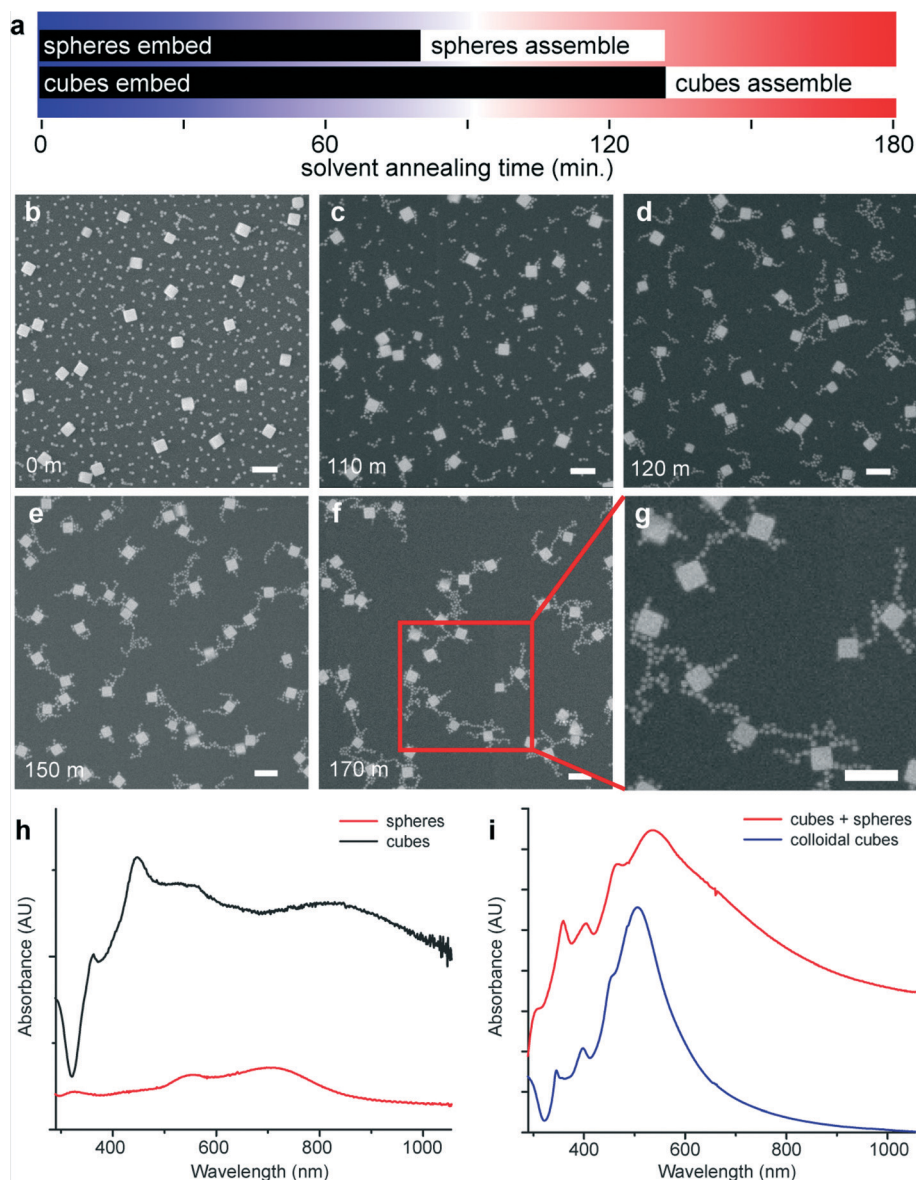 a
spheres embed
spheres assemble
cubes embed
cubes assemble
0
60
120
180
solvent annealing time (min.)
b
0 m
c
110 m
d
120 m
e
150 m
f
170 m
g
h
spheres
cubes
Absorbance (AU)
400
600
800
1000
Wavelength (nm)
i
cubes + spheres
colloidal cubes
Absorbance (AU)
400
600
800
1000
Wavelength (nm)